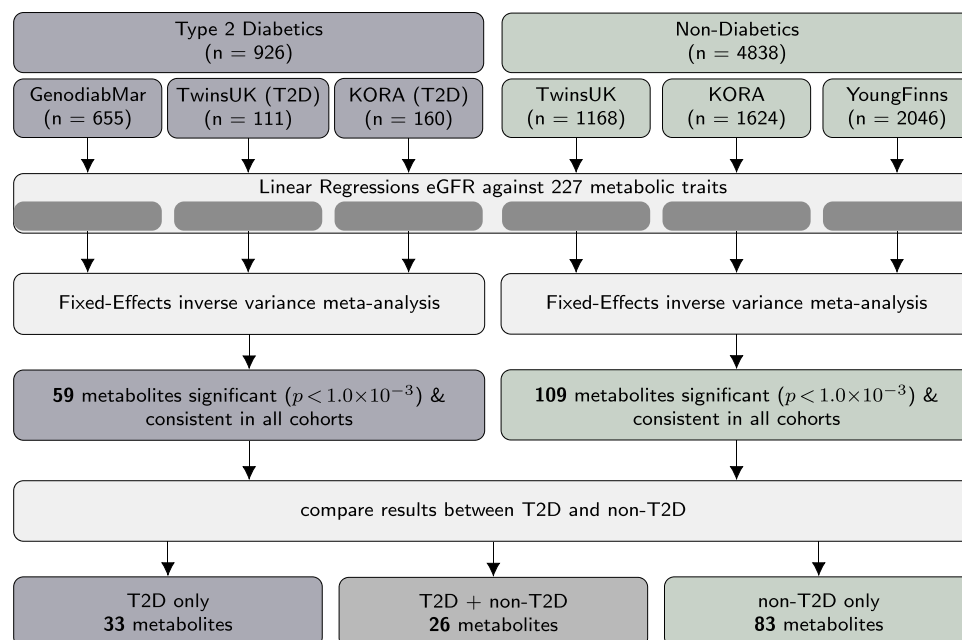 Type 2 Diabetics
(n = 926)
Non-Diabetics
(n = 4838)
GenodiabMar
(n = 655)
TwinsUK (T2D)
(n = 111)
KORA (T2D)
(n = 160)
TwinsUK
(n = 1168)
KORA
(n = 1624)
YoungFinns
(n = 2046)
Linear Regressions eGFR against 227 metabolic traits
Fixed-Effects inverse variance meta-analysis
Fixed-Effects inverse variance meta-analysis
59 metabolites significant (p < 1.0×10⁻³) &
consistent in all cohorts
109 metabolites significant (p < 1.0×10⁻³) &
consistent in all cohorts
compare results between T2D and non-T2D
T2D only
33 metabolites
T2D + non-T2D
26 metabolites
non-T2D only
83 metabolites